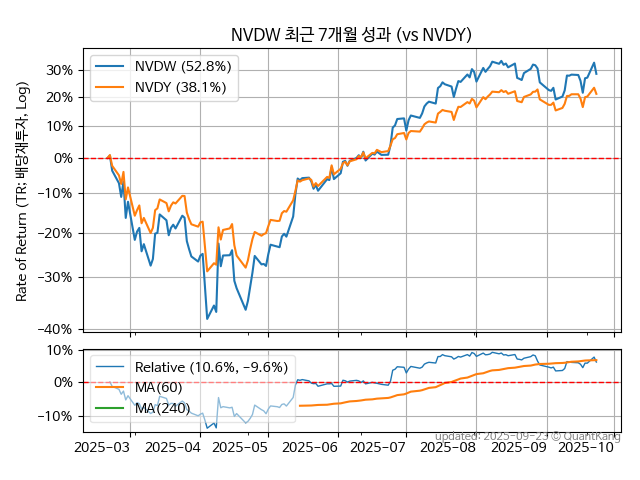 NVDW 최근 7개월 성과 (vs NVDY)
NVDW (52.8%)
NVDY (38.1%)
Rate of Return (TR: 배당재투자, Log)
30%
20%
10%
0%
−10%
−20%
−30%
−40%
Relative (10.6%, −9.6%)
MA(60)
MA(240)
10%
0%
−10%
2025-03
2025-04
2025-05
2025-06
2025-07
2025-08
2025-09
2025-10
updated: 2025-09-23 © QuantKang